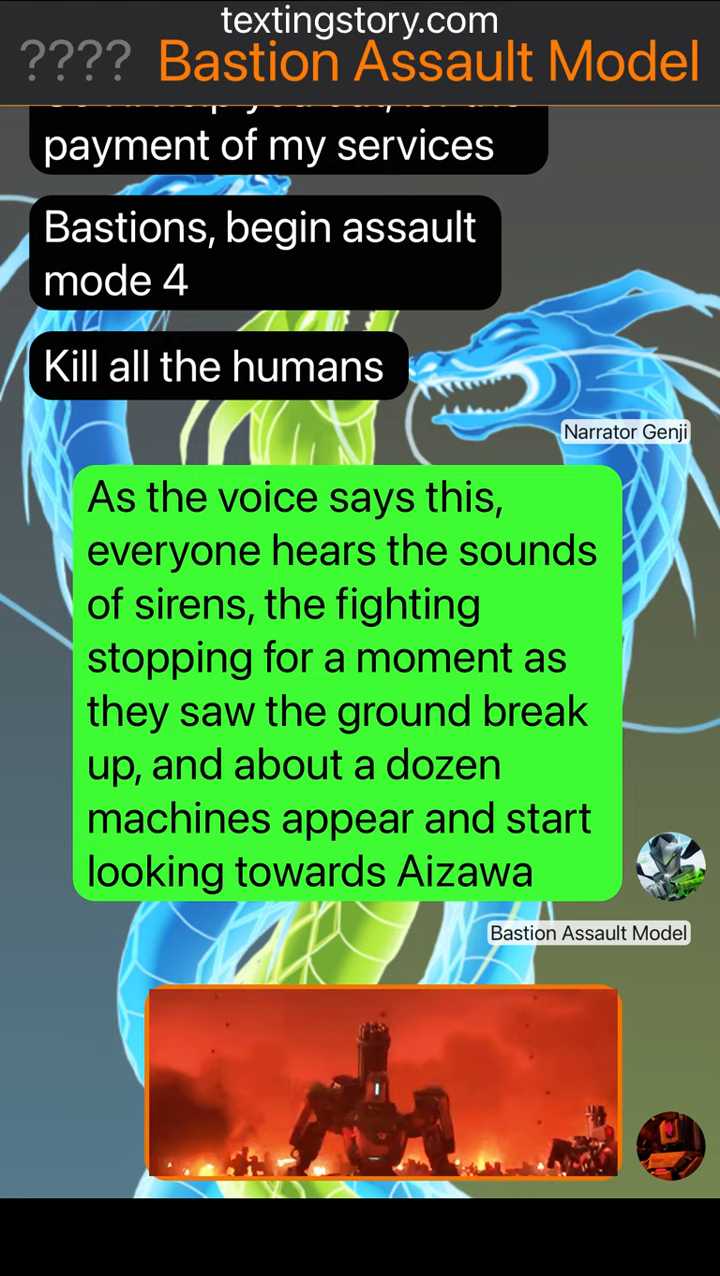 textingstory.com
???? Bastion Assault Model
payment of my services
Bastions, begin assault
mode 4
Kill all the humans
Narrator Genji
As the voice says this,
everyone hears the sounds
of sirens, the fighting
stopping for a moment as
they saw the ground break
up, and about a dozen
machines appear and start
looking towards Aizawa
Bastion Assault Model